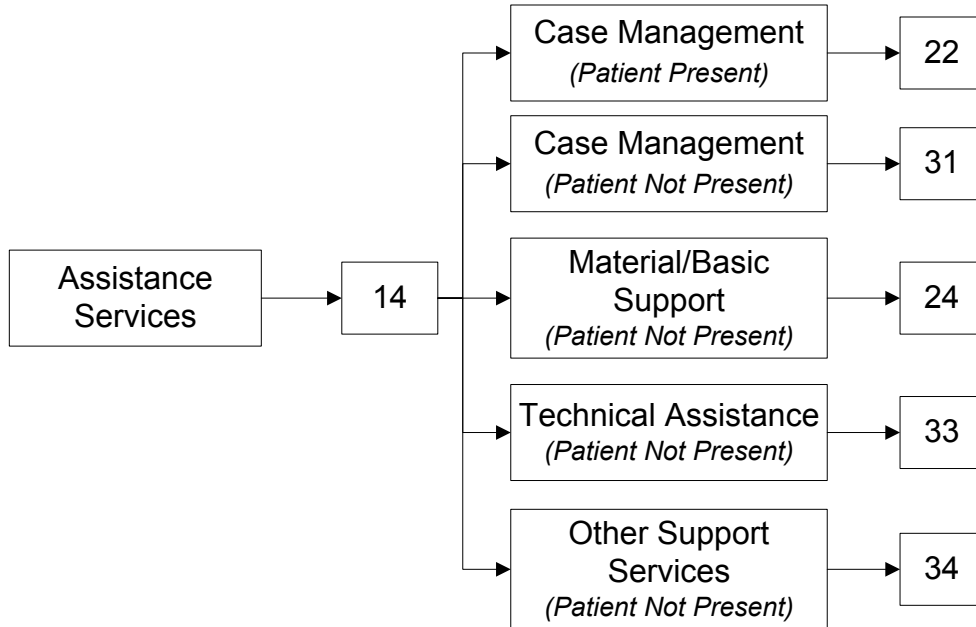 Assistance
Services
14
Case Management
(Patient Present)
22
Case Management
(Patient Not Present)
31
Material/Basic
Support
(Patient Not Present)
24
Technical Assistance
(Patient Not Present)
33
Other Support
Services
(Patient Not Present)
34